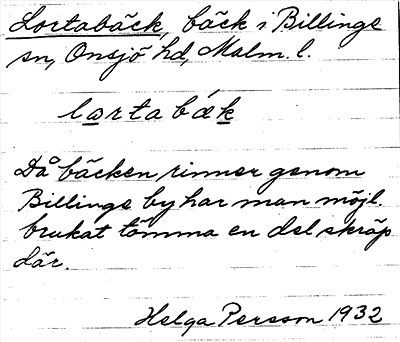 Lortabäck, bäck i Billinge
sn, Onsjö hd, Malm. l.
lortabäk
Då bäcken rinner genom
Billinge by har man möjl.
brukat tömma en del skräp
där.
Helga Persson 1932